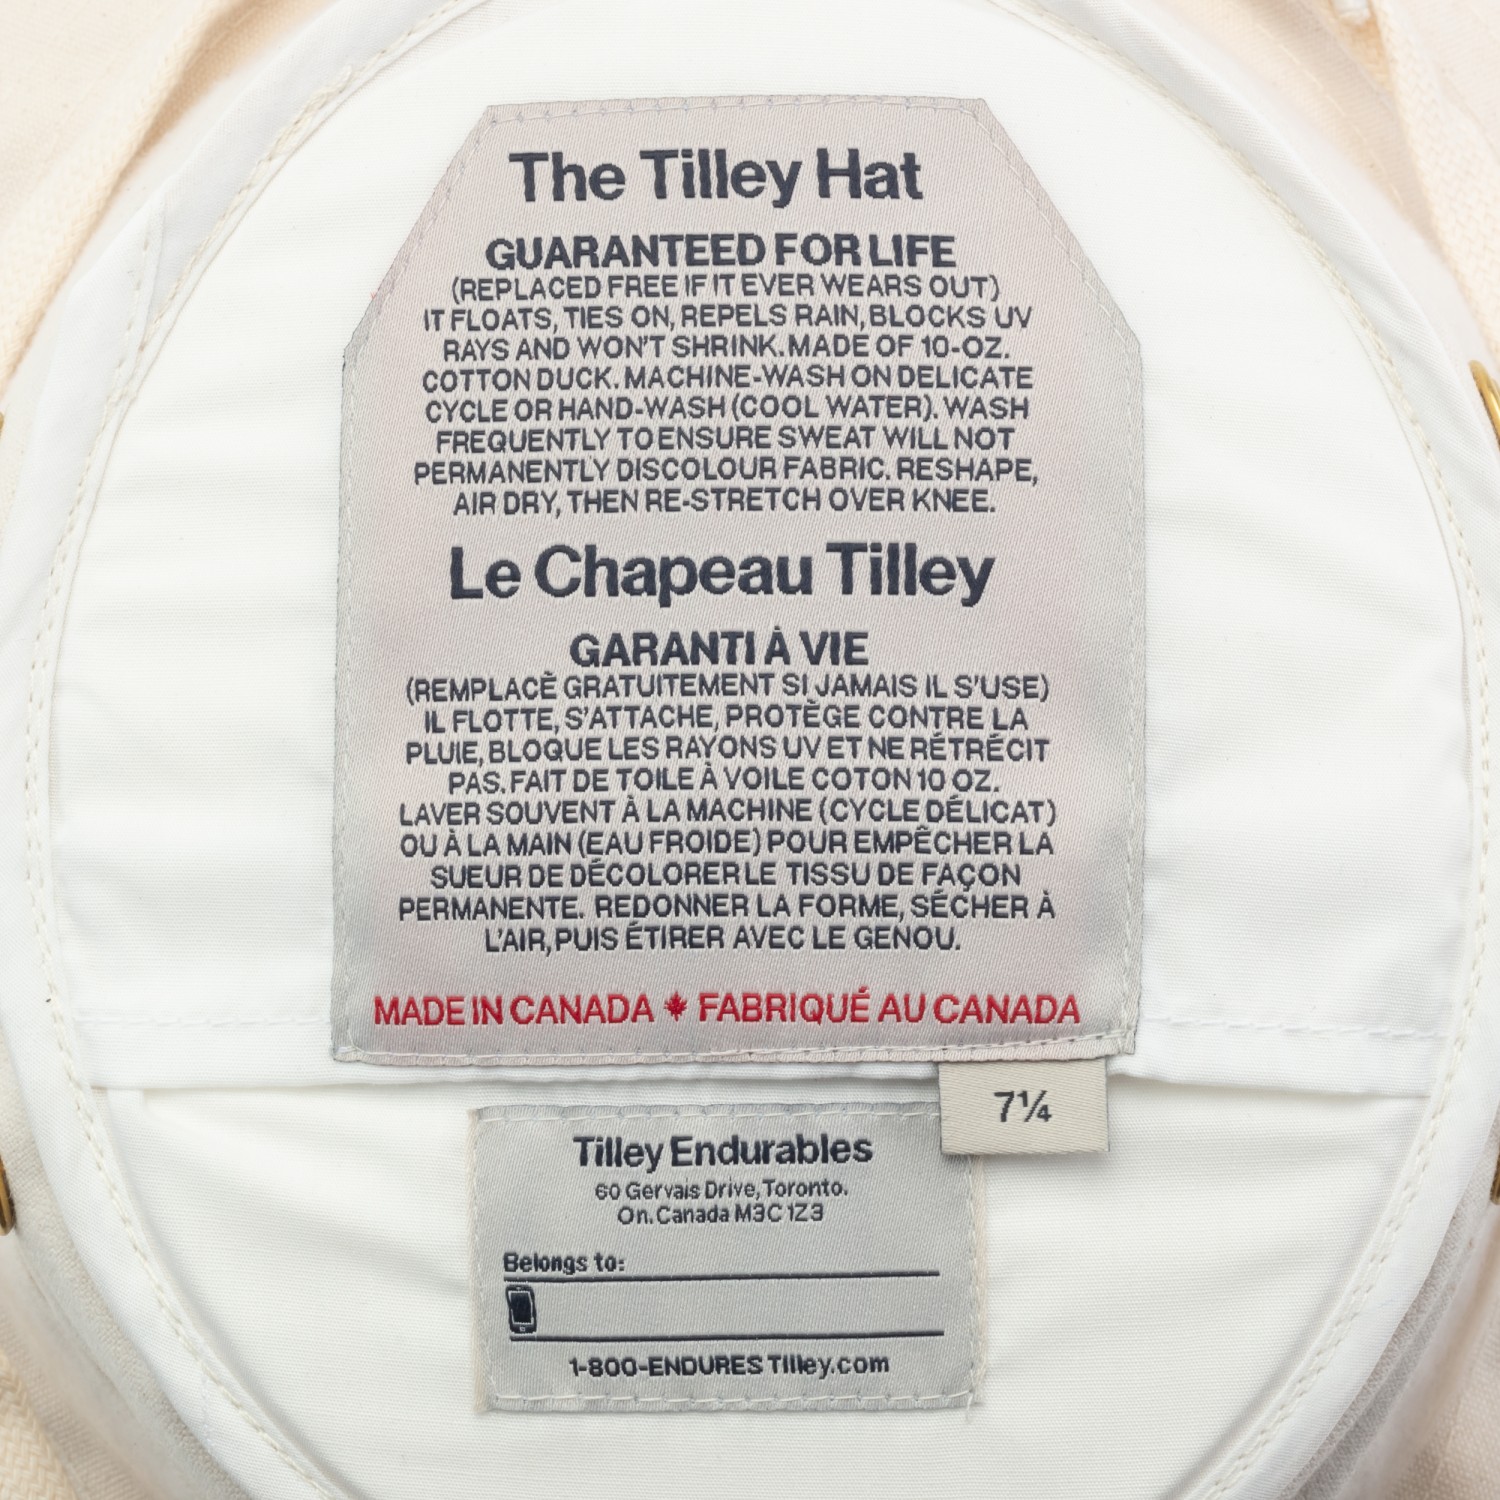 The Tilley Hat
GUARANTEED FOR LIFE
(REPLACED FREE IF IT EVER WEARS OUT)
IT FLOATS, TIES ON, REPELS RAIN, BLOCKS UV
RAYS AND WON'T SHRINK. MADE OF 10-OZ.
COTTON DUCK. MACHINE-WASH ON DELICATE
CYCLE OR HAND-WASH (COOL WATER). WASH
FREQUENTLY TO ENSURE SWEAT WILL NOT
PERMANENTLY DISCOLOUR FABRIC. RESHAPE,
AIR DRY, THEN RE-STRETCH OVER KNEE.
Le Chapeau Tilley
GARANTI À VIE
(REMPLACÈ GRATUITEMENT SI JAMAIS IL S'USE)
IL FLOTTE, S'ATTACHE, PROTÈGE CONTRE LA
PLUIE, BLOQUE LES RAYONS UV ET NE RÉTRÉCIT
PAS. FAIT DE TOILE À VOILE COTON 10 OZ.
LAVER SOUVENT À LA MACHINE (CYCLE DÉLICAT)
OU À LA MAIN (EAU FROIDE) POUR EMPÊCHER LA
SUEUR DE DÉCOLORER LE TISSU DE FAÇON
PERMANENTE. REDONNER LA FORME, SÉCHER À
L'AIR, PUIS ÉTIRER AVEC LE GENOU.
MADE IN CANADA FABRIQUÉ AU CANADA
7¼
Tilley Endurables
60 Gervais Drive, Toronto.
On. Canada M3C 1Z3
Belongs to:
1-800-ENDURES Tilley.com